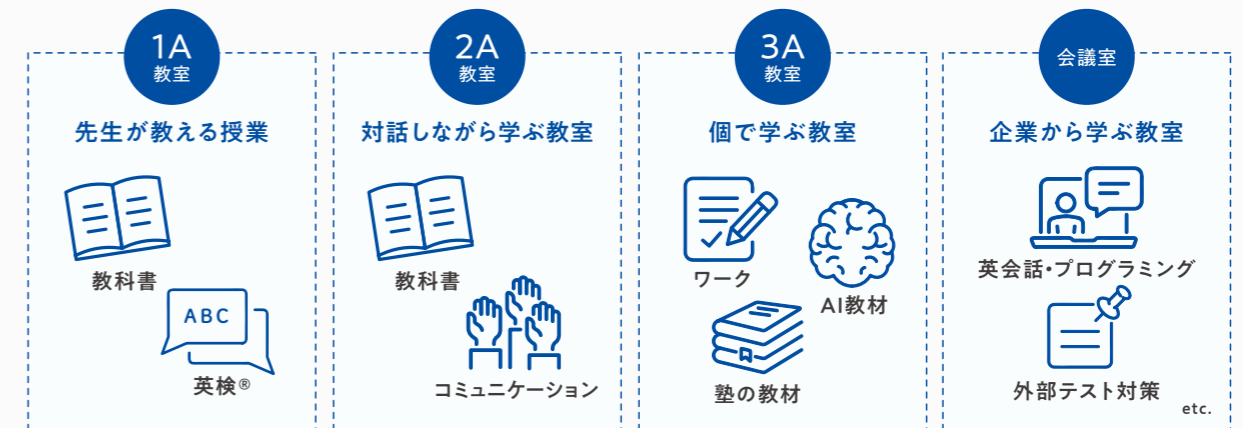 1A
教室
先生が教える授業
教科書
ABC
英検®
2A
教室
対話しながら学ぶ教室
教科書
コミュニケーション
3A
教室
個で学ぶ教室
ワーク
AI教材
塾の教材
会議室
企業から学ぶ教室
英会話・プログラミング
外部テスト対策
etc.